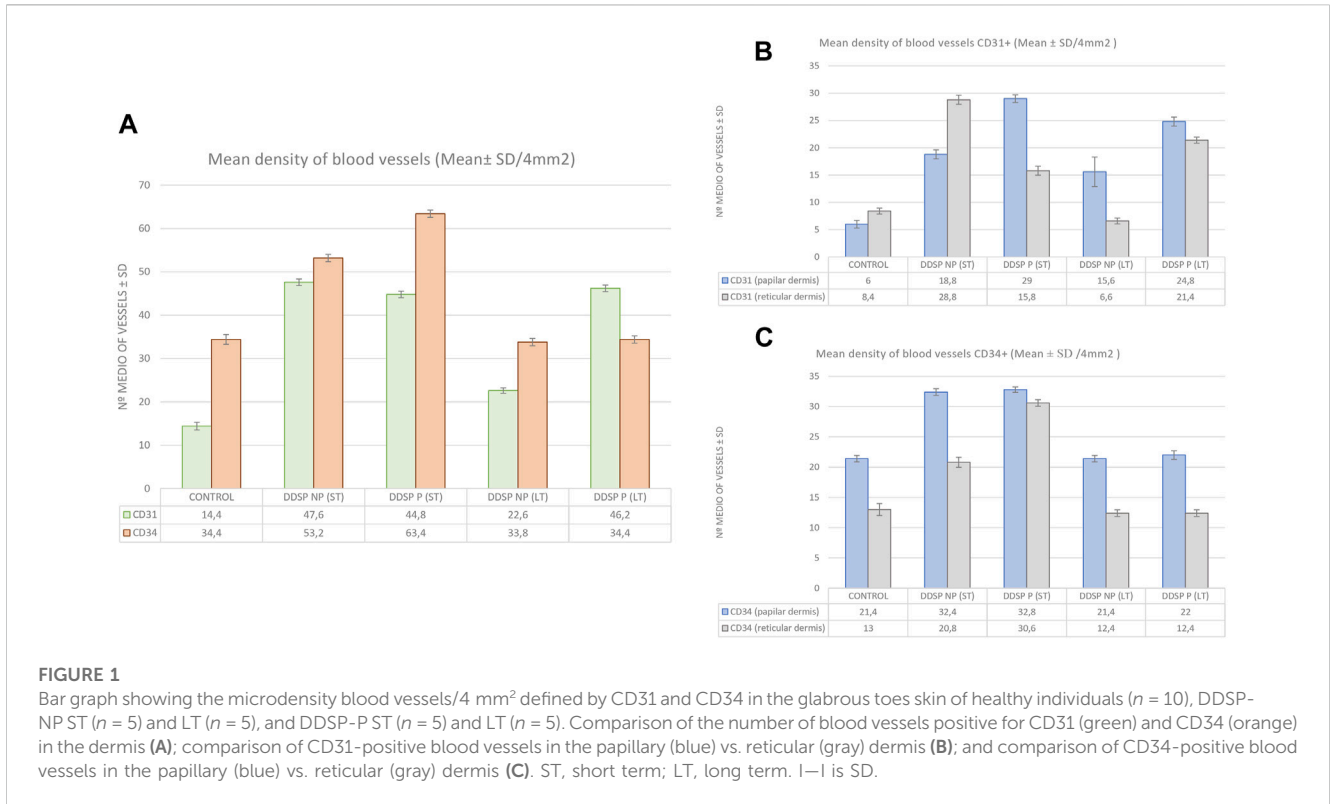 A
Mean density of blood vessels (Mean± SD/4mm2)
Nº MEDIO OF VESSELS ± SD
70
60
50
40
30
20
10
0
CONTROL DDSP NP (ST) DDSP P (ST) DDSP NP (LT) DDSP P (LT)
CD31 14,4 47,6 44,8 22,6 46,2
CD34 34,4 53,2 63,4 33,8 34,4
B
Mean density of blood vessels CD31+ (Mean ± SD/4mm2 )
Nº MEDIO OF VESSELS ± SD
35
30
25
20
15
10
5
0
CONTROL DDSP NP (ST) DDSP P (ST) DDSP NP (LT) DDSP P (LT)
CD31 (papilar dermis) 6 18,8 29 15,6 24,8
CD31 (reticular dermis) 8,4 28,8 15,8 6,6 21,4
C
Mean density of blood vessels CD34+ (Mean ± SD /4mm2 )
Nº MEDIO OF VESSELS ± SD
35
30
25
20
15
10
5
0
CONTROL DDSP NP (ST) DDSP P (ST) DDSP NP (LT) DDSP P (LT)
CD34 (papilar dermis) 21,4 32,4 32,8 21,4 22
CD34 (reticular dermis) 13 20,8 30,6 12,4 12,4
FIGURE 1
Bar graph showing the microdensity blood vessels/4 mm² defined by CD31 and CD34 in the glabrous toes skin of healthy individuals (n = 10), DDSP-
NP ST (n = 5) and LT (n = 5), and DDSP-P ST (n = 5) and LT (n = 5). Comparison of the number of blood vessels positive for CD31 (green) and CD34 (orange)
in the dermis (A); comparison of CD31-positive blood vessels in the papillary (blue) vs. reticular (gray) dermis (B); and comparison of CD34-positive blood
vessels in the papillary (blue) vs. reticular (gray) dermis (C). ST, short term; LT, long term. I—I is SD.